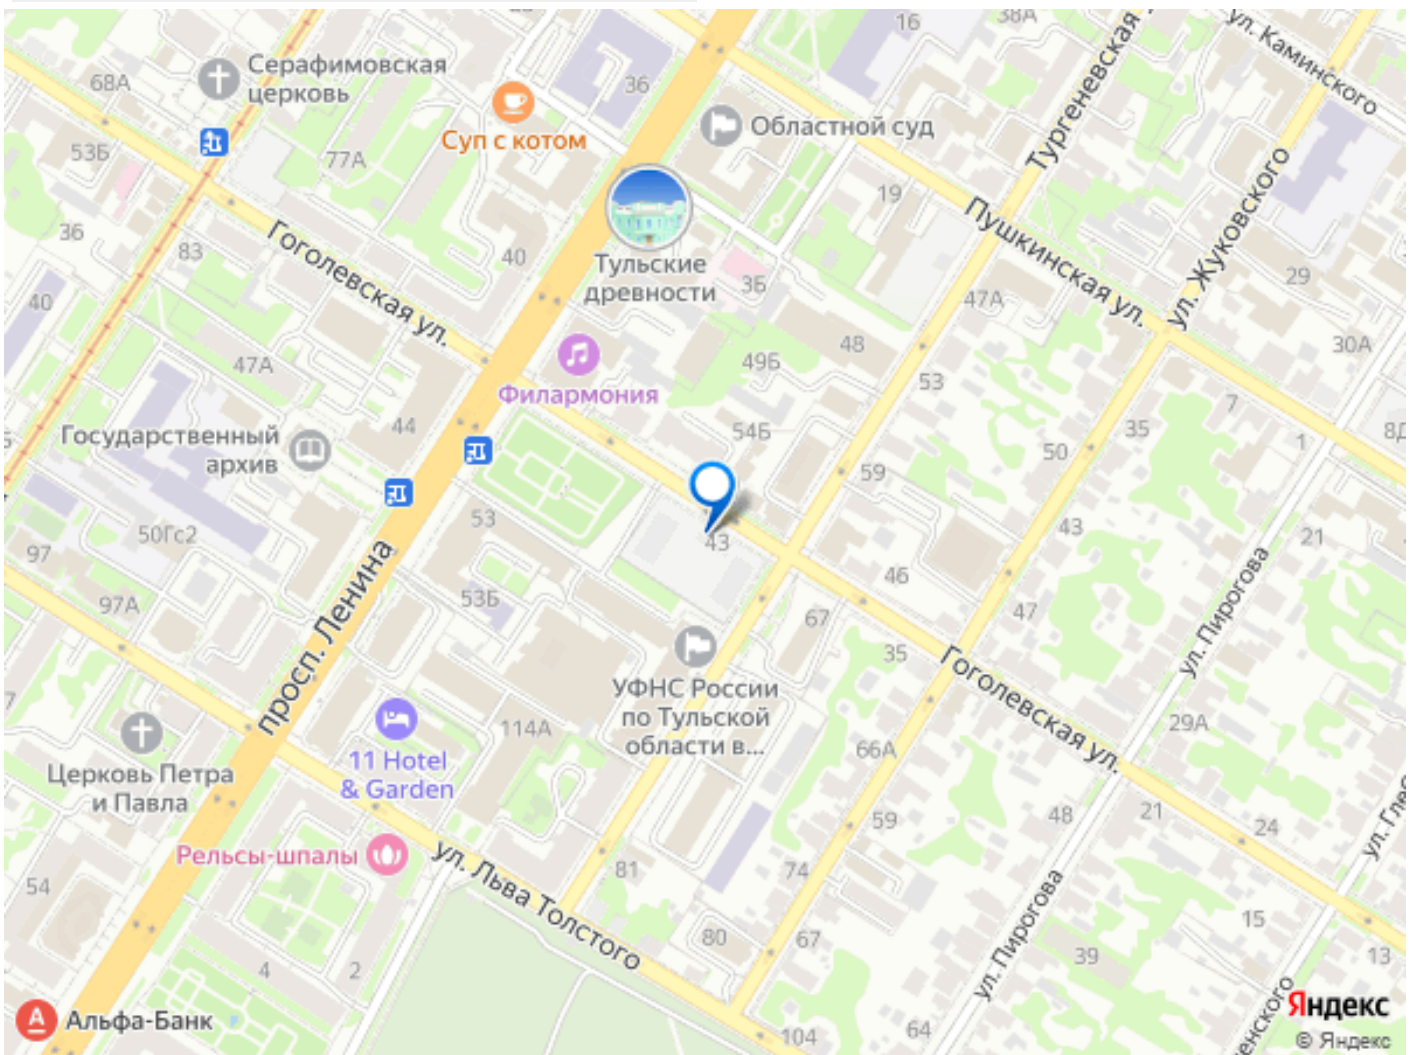 16
38А
ул. Каминского
Тургеневская
68А
Серафимовская
церковь
36
Суп с котом
Областной суд
53Б
77А
19
ул. Жуковского
Пушкинская ул.
36
83
Гоголевская ул.
40
Тульские
древности
3Б
29
40
47А
47А
48
49Б
30А
Филармония
53
44
54Б
7
35
1
Государственный
архив
50
59
53
43
21
50Гс2
97
43
просп. Ленина
46
53Б
97А
67
47
ул. Пирогова
35
Гоголевская ул.
УФНС России
по Тульской
области в...
114А
29А
66А
11 Hotel
& Garden
Церковь Петра
и Павла
59
48
21
24
Рельсы-шпалы
ул. Льва Толстого
81
74
54
80
67
15
13
39
ул. Пирогова
4
2
Альфа-Банк
104
64
Яндекс
© Яндекс